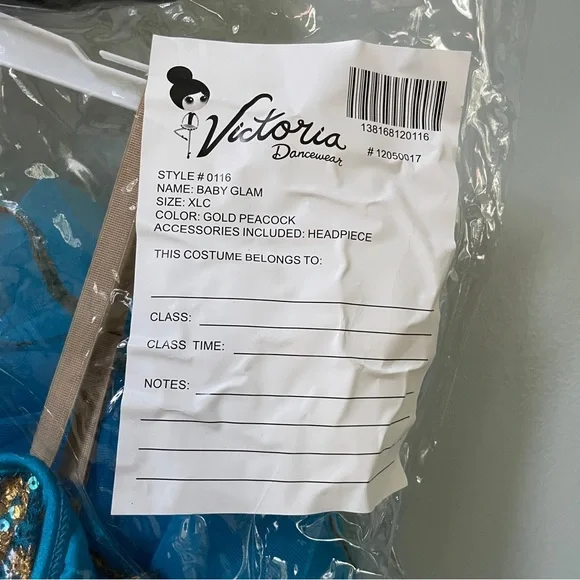 Victoria
Dancewear
138168120116
# 12050017
STYLE # 0116
NAME: BABY GLAM
SIZE: XLC
COLOR: GOLD PEACOCK
ACCESSORIES INCLUDED: HEADPIECE
THIS COSTUME BELONGS TO:
CLASS:
CLASS TIME:
NOTES: